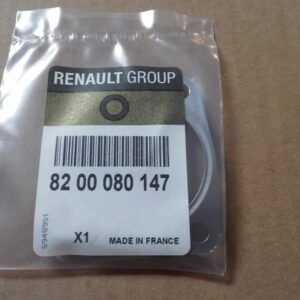 RENAULT GROUP
82 00 080 147
X1
MADE IN FRANCE